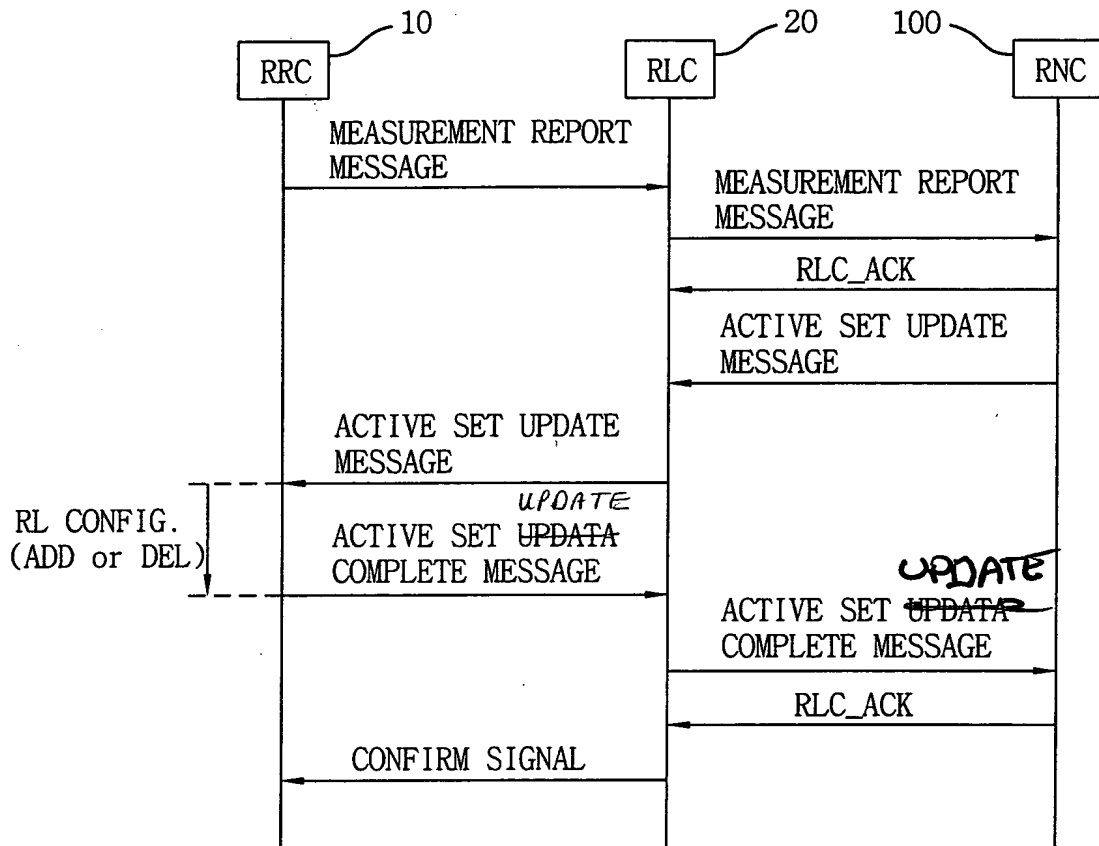 10
20
100
RRC
RLC
RNC
MEASUREMENT REPORT
MESSAGE
MEASUREMENT REPORT
MESSAGE
RLC_ACK
ACTIVE SET UPDATE
MESSAGE
ACTIVE SET UPDATE
MESSAGE
RL CONFIG.
(ADD or DEL)
UPDATE
ACTIVE SET UPDATA
COMPLETE MESSAGE
UPDATE
ACTIVE SET UPDATA
COMPLETE MESSAGE
RLC_ACK
CONFIRM SIGNAL